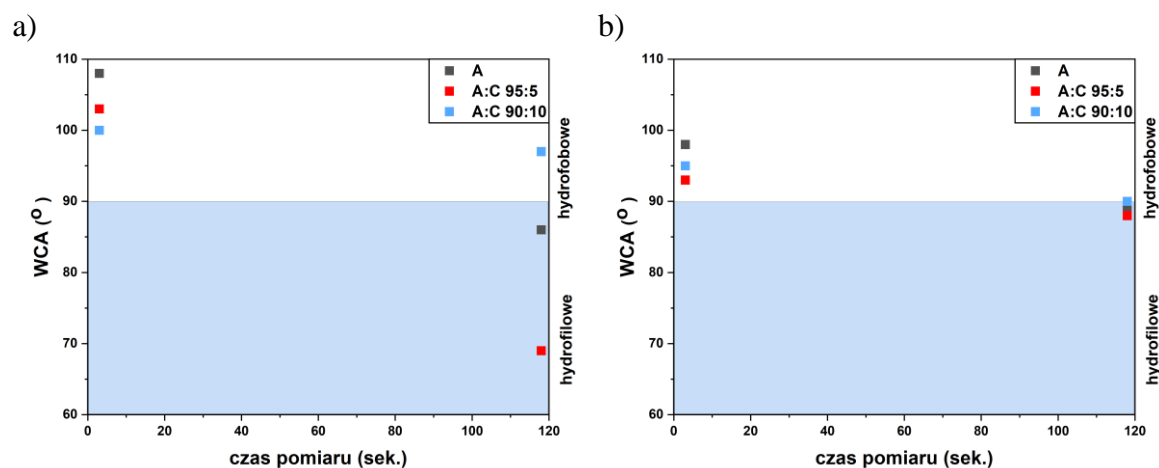 a)
110
100
90
80
70
60
WCA (°)
0 20 40 60 80 100 120
czas pomiaru (sek.)
A
A:C 95:5
A:C 90:10
hydrofobowe
hydrofilowe
b)
110
100
90
80
70
60
WCA (°)
0 20 40 60 80 100 120
czas pomiaru (sek.)
A
A:C 95:5
A:C 90:10
hydrofobowe
hydrofilowe